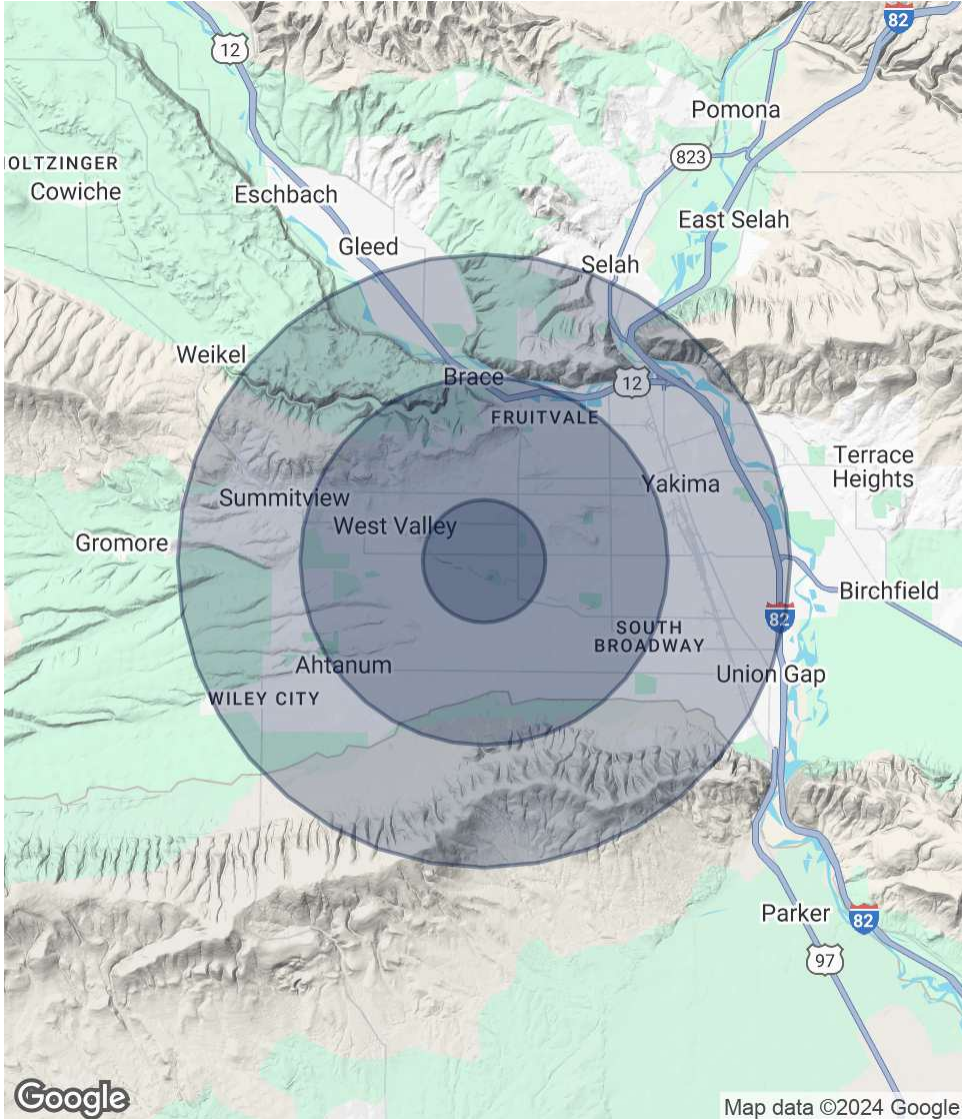 82
12
Pomona
823
OLTZINGER
Cowiche
Eschbach
East Selah
Gleed
Selah
Weikel
Brace
12
FRUITVALE
Terrace
Heights
Yakima
Summitview
West Valley
Gromore
Birchfield
82
SOUTH
BROADWAY
Ahtanum
Union Gap
WILEY CITY
Parker
82
97
Google
Map data ©2024 Google